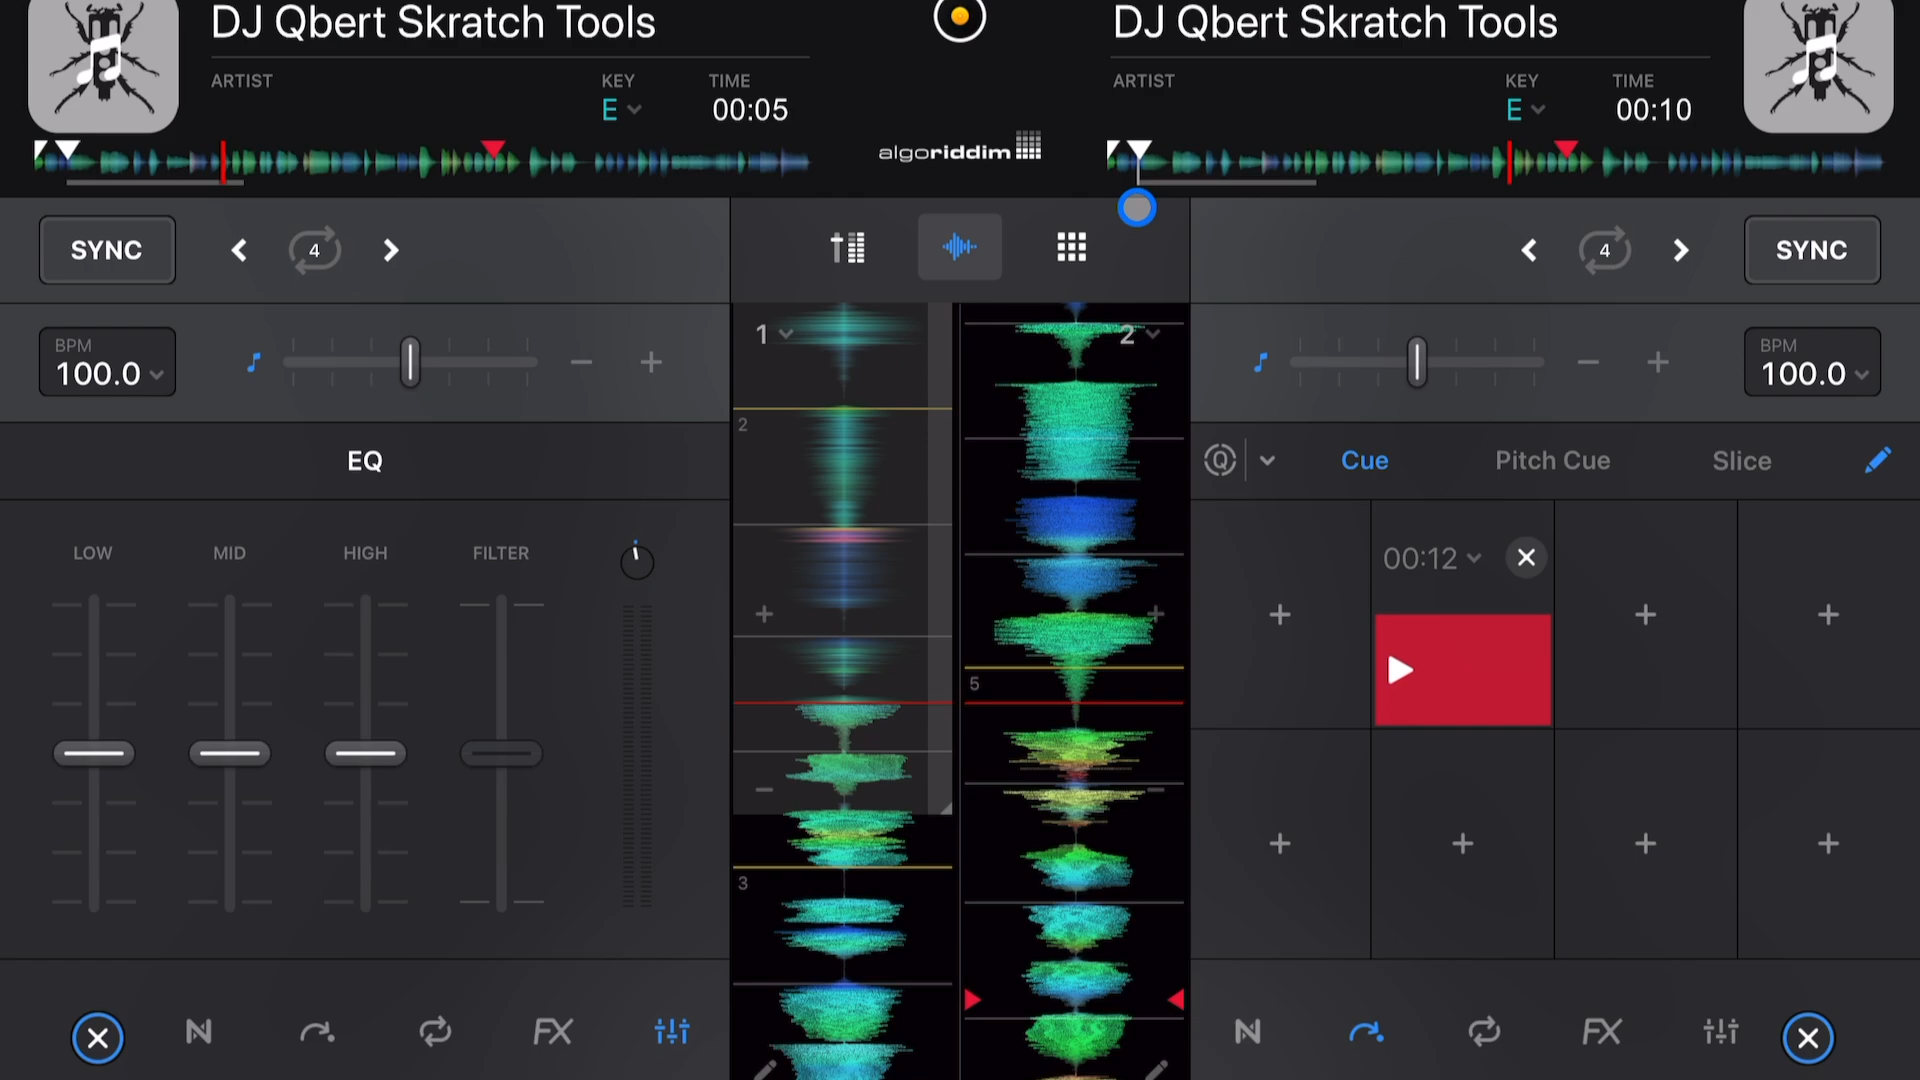 DJ Qbert Skratch Tools
ARTIST
KEY
TIME
E
00:05
algoriddim
DJ Qbert Skratch Tools
ARTIST
KEY
TIME
E
00:10
SYNC
4
4
SYNC
BPM
100.0
1
2
BPM
100.0
2
EQ
Q
Cue
Pitch Cue
Slice
LOW
MID
HIGH
FILTER
00:12
5
3
N
FX
N
FX